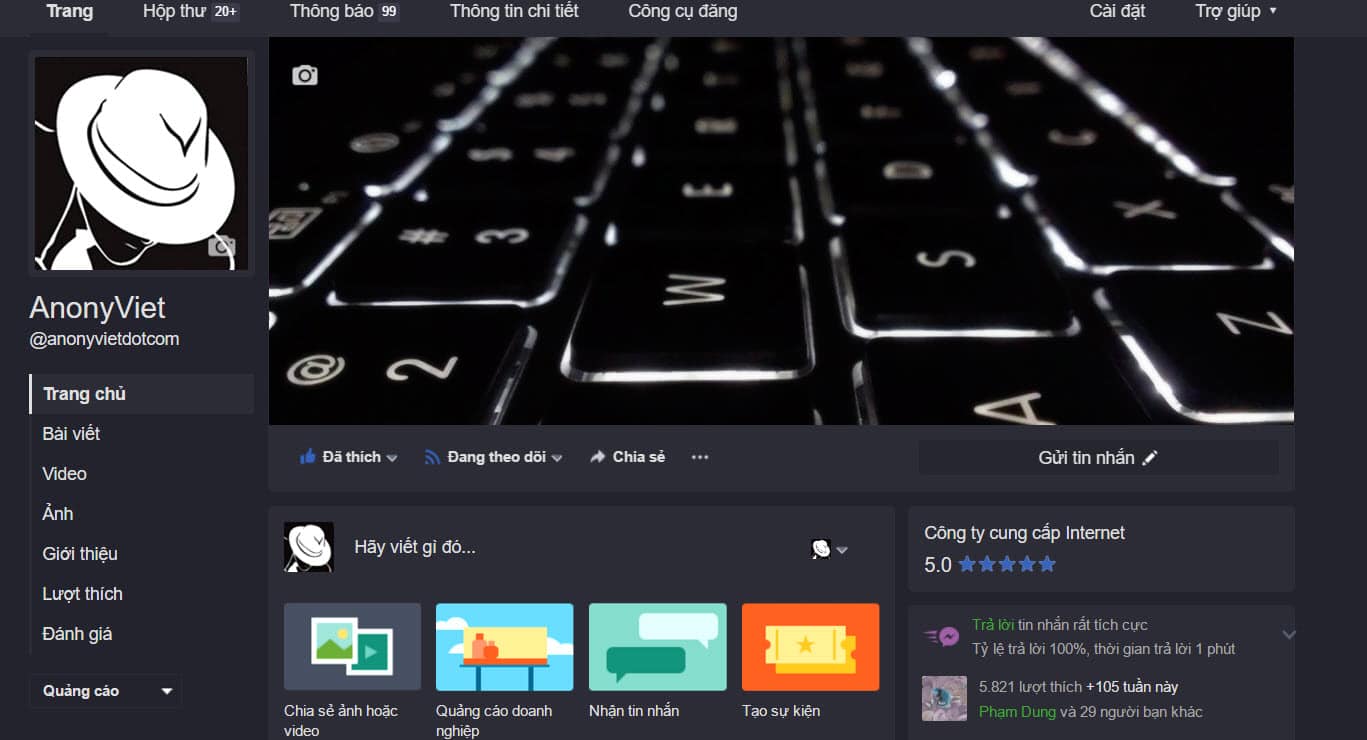 Trang
Hộp thư 20+
Thông báo 99
Thông tin chi tiết
Công cụ đăng
Cài đặt
Trợ giúp
AnonyViet
@anonyvietdotcom
Trang chủ
Bài viết
Video
Ảnh
Giới thiệu
Lượt thích
Đánh giá
Quảng cáo
# 3
@ 2
W
E
S
D
A
Z
X
C
$ 4
Đã thích
Đang theo dõi
Chia sẻ
Gửi tin nhắn
Hãy viết gì đó...
Chia sẻ ảnh hoặc
video
Quảng cáo doanh
nghiệp
Nhận tin nhắn
Tạo sự kiện
Công ty cung cấp Internet
5.0
Trả lời tin nhắn rất tích cực
Tỷ lệ trả lời 100%, thời gian trả lời 1 phút
5.821 lượt thích +105 tuần này
Phạm Dung và 29 người bạn khác